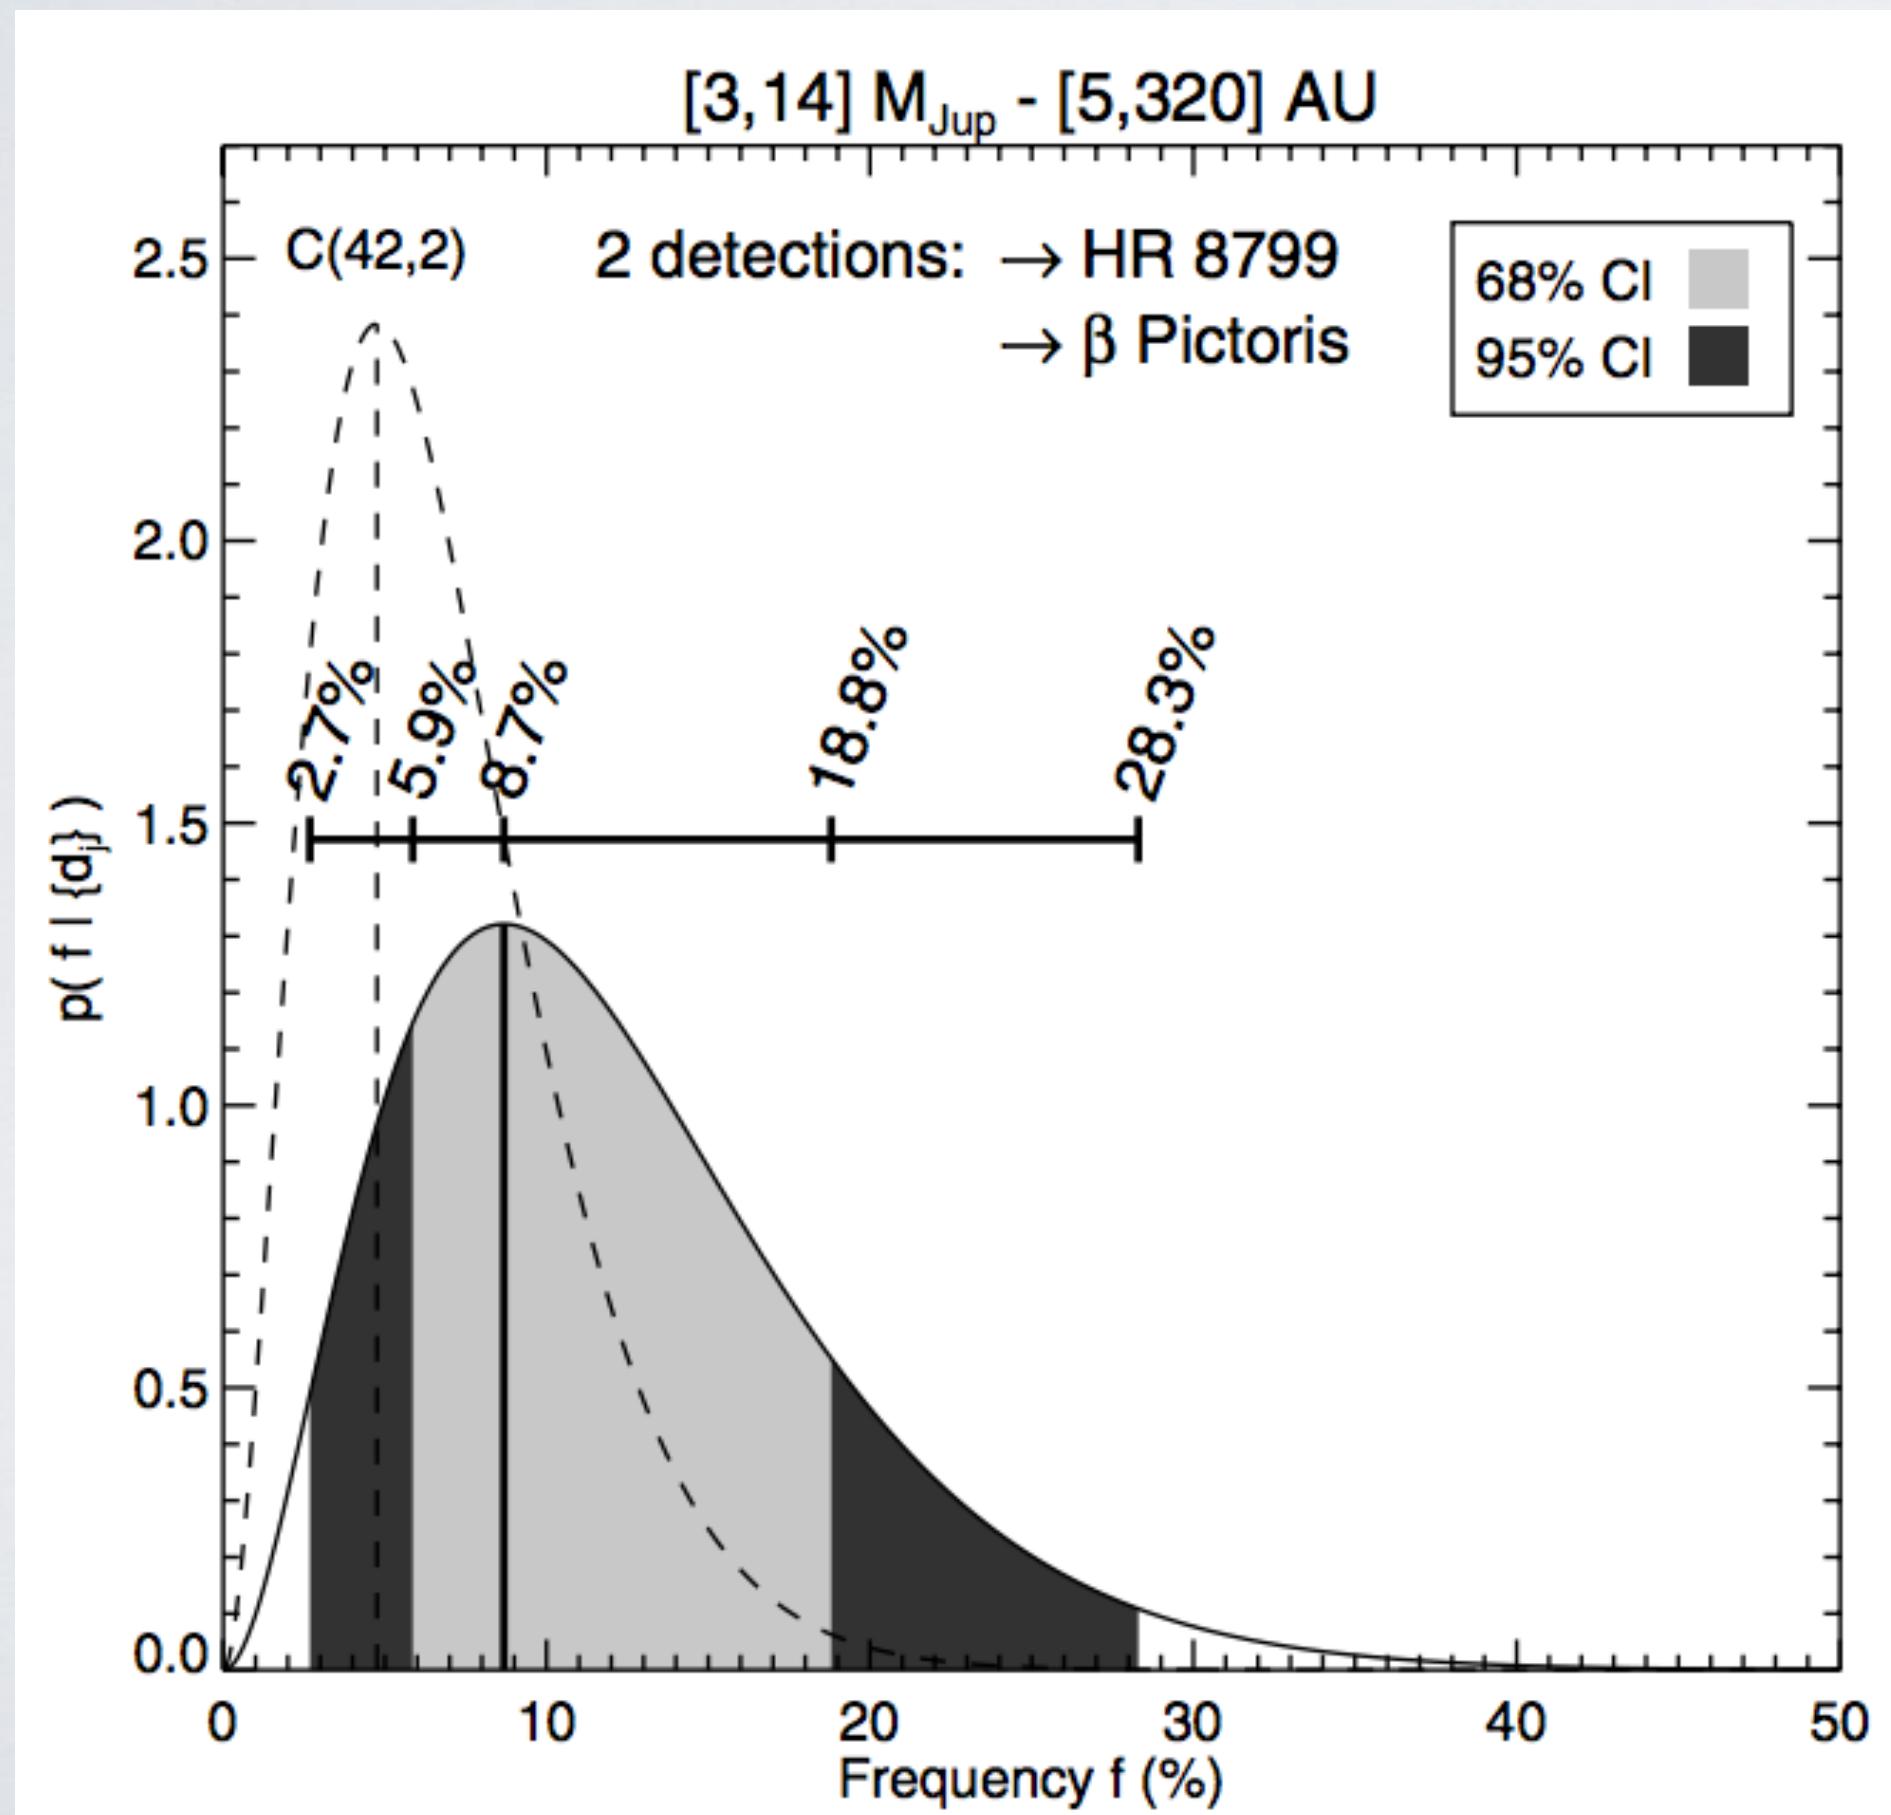 [3,14] M_Jup - [5,320] AU
C(42,2)
2 detections: → HR 8799
→ β Pictoris
68% CI
95% CI
2.5
2.0
1.5
1.0
0.5
0.0
2.7%
5.9%
8.7%
18.8%
28.3%
p( f | {d_j} )
0 10 20 30 40 50
Frequency f (%)